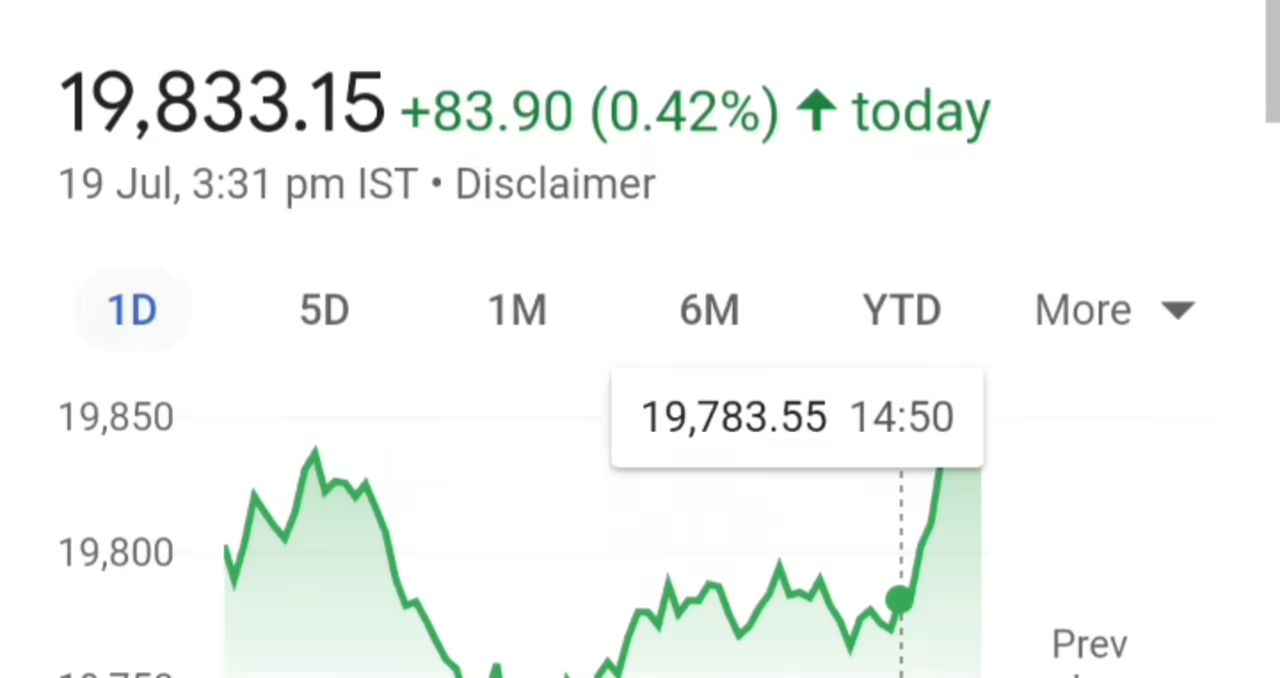 19,833.15 +83.90 (0.42%) ↑ today
19 Jul, 3:31 pm IST • Disclaimer
1D 5D 1M 6M YTD More
19,850
19,783.55 14:50
19,800
Prev